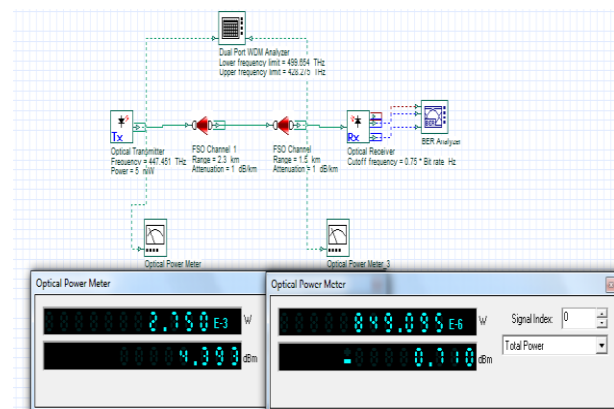 Dual Port WDM Analyzer
Lower frequency limit = 499.654 THz
Upper frequency limit = 428.275 THz
Tx
Optical Transmitter
Frequency = 447.451 THz
Power = 5 mW
FSO Channel 1
Range = 2.3 km
Attenuation = 1 dB/km
FSO Channel
Range = 1.5 km
Attenuation = 1 dB/km
Rx
Optical Receiver
Cutoff frequency = 0.75 * Bit rate Hz
BER
BER Analyzer
Optical Power Meter
Optical Power Meter_3
Optical Power Meter
2.750 E-3 W
4.393 dBm
Optical Power Meter
849.095 E-6 W
- 0.710 dBm
Signal Index: 0
Total Power